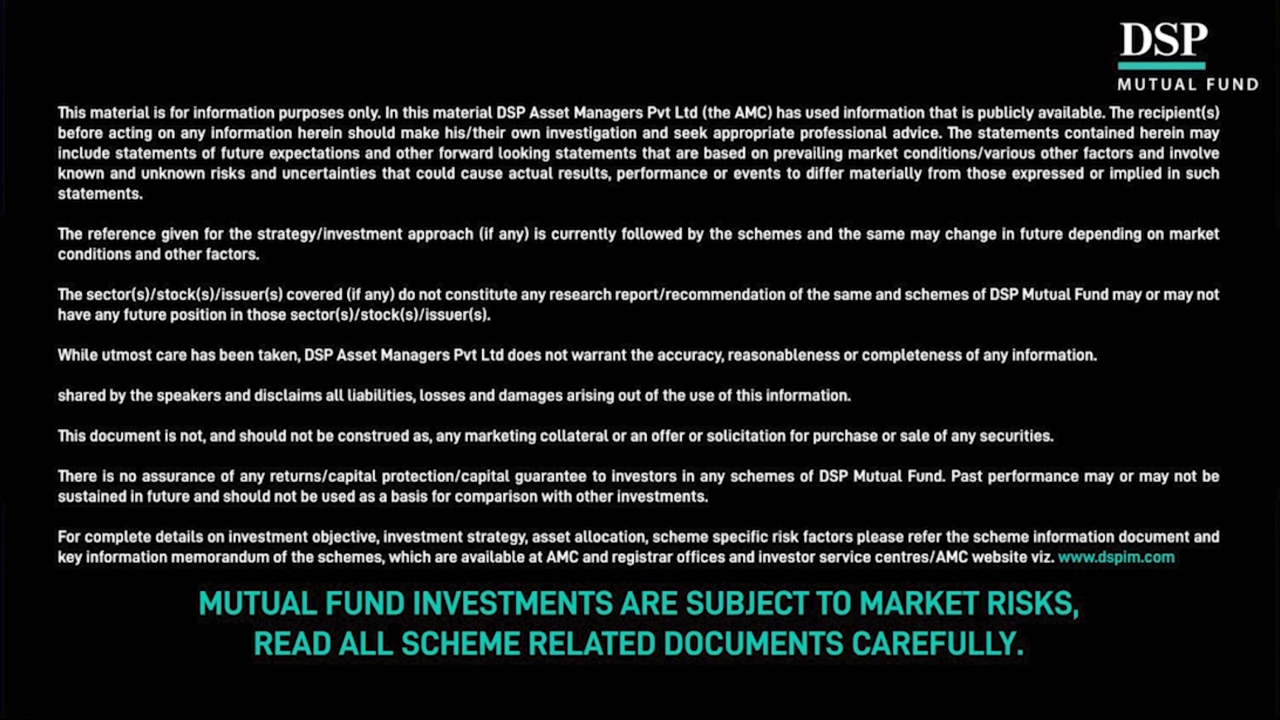 DSP
MUTUAL FUND
This material is for information purposes only. In this material DSP Asset Managers Pvt Ltd (the AMC) has used information that is publicly available. The recipient(s)
before acting on any information herein should make his/their own investigation and seek appropriate professional advice. The statements contained herein may
include statements of future expectations and other forward looking statements that are based on prevailing market conditions/various other factors and involve
known and unknown risks and uncertainties that could cause actual results, performance or events to differ materially from those expressed or implied in such
statements.
The reference given for the strategy/investment approach (if any) is currently followed by the schemes and the same may change in future depending on market
conditions and other factors.
The sector(s)/stock(s)/issuer(s) covered (if any) do not constitute any research report/recommendation of the same and schemes of DSP Mutual Fund may or may not
have any future position in those sector(s)/stock(s)/issuer(s).
While utmost care has been taken, DSP Asset Managers Pvt Ltd does not warrant the accuracy, reasonableness or completeness of any information.
shared by the speakers and disclaims all liabilities, losses and damages arising out of the use of this information.
This document is not, and should not be construed as, any marketing collateral or an offer or solicitation for purchase or sale of any securities.
There is no assurance of any returns/capital protection/capital guarantee to investors in any schemes of DSP Mutual Fund. Past performance may or may not be
sustained in future and should not be used as a basis for comparison with other investments.
For complete details on investment objective, investment strategy, asset allocation, scheme specific risk factors please refer the scheme information document and
key information memorandum of the schemes, which are available at AMC and registrar offices and investor service centres/AMC website viz. www.dspim.com
MUTUAL FUND INVESTMENTS ARE SUBJECT TO MARKET RISKS,
READ ALL SCHEME RELATED DOCUMENTS CAREFULLY.